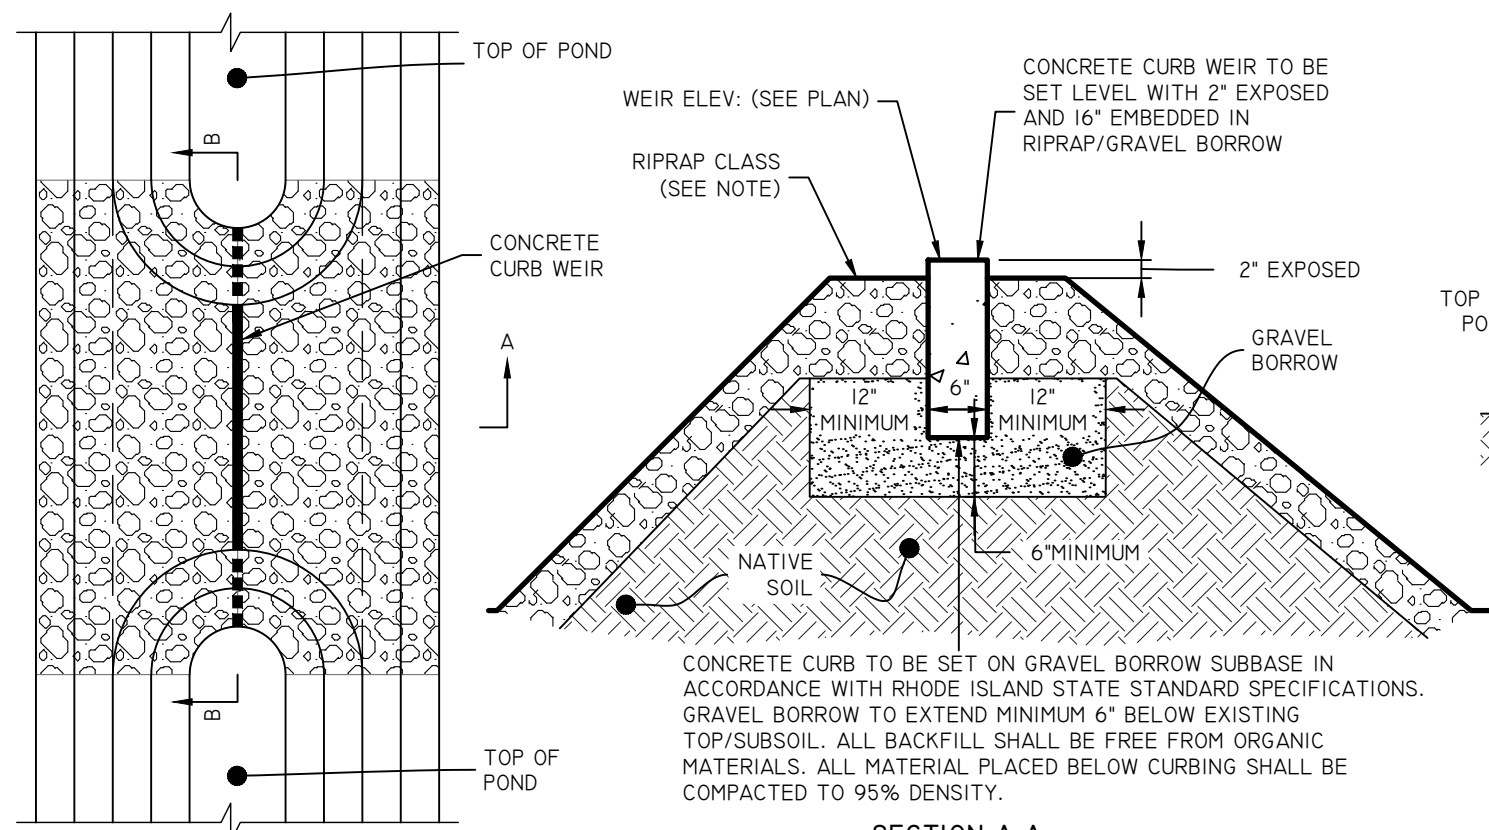 TOP OF POND
B
CONCRETE
CURB WEIR
A
B
TOP OF
POND
WEIR ELEV: (SEE PLAN)
CONCRETE CURB WEIR TO BE
SET LEVEL WITH 2" EXPOSED
AND 16" EMBEDDED IN
RIPRAP/GRAVEL BORROW
RIPRAP CLASS
(SEE NOTE)
2" EXPOSED
GRAVEL
BORROW
12"
MINIMUM
6"
12"
MINIMUM
6"MINIMUM
NATIVE
SOIL
CONCRETE CURB TO BE SET ON GRAVEL BORROW SUBBASE IN
ACCORDANCE WITH RHODE ISLAND STATE STANDARD SPECIFICATIONS.
GRAVEL BORROW TO EXTEND MINIMUM 6" BELOW EXISTING
TOP/SUBSOIL. ALL BACKFILL SHALL BE FREE FROM ORGANIC
MATERIALS. ALL MATERIAL PLACED BELOW CURBING SHALL BE
COMPACTED TO 95% DENSITY.
SECTION A-A
TOP